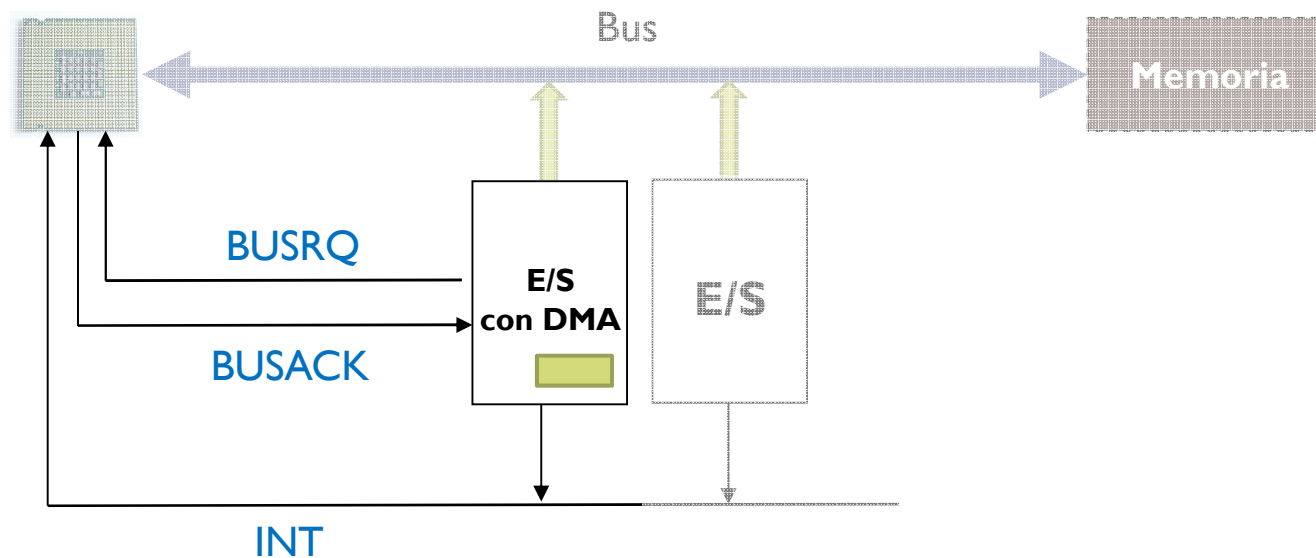 Bus
Memoria
BUSRQ
E/S
con DMA
E/S
BUSACK
INT